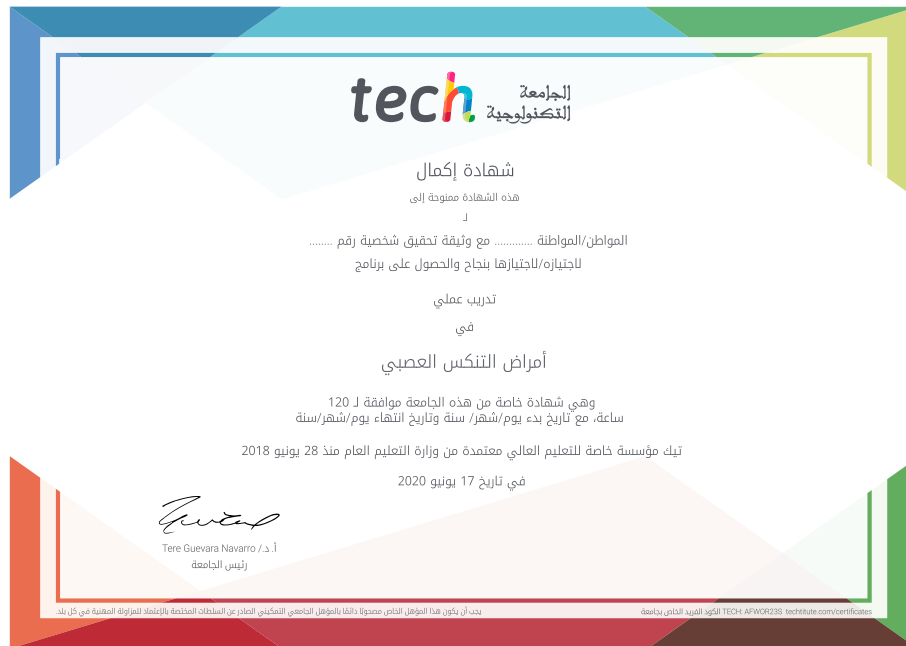 tech الجامعة
التكنولوجية
شهادة إكمال
هذه الشهادة ممنوحة إلى
لـ
المواطن/المواطنة ............. مع وثيقة تحقيق شخصية رقم ........
لاجتيازه/لاجتيازها بنجاح والحصول على برنامج
تدريب عملي
في
أمراض التنكس العصبي
وهي شهادة خاصة من هذه الجامعة موافقة لـ 120
ساعة، مع تاريخ بدء يوم/شهر/ سنة وتاريخ انتهاء يوم/شهر/سنة
تيك مؤسسة خاصة للتعليم العالي معتمدة من وزارة التعليم العام منذ 28 يونيو 2018
في تاريخ 17 يونيو 2020
أ.د./ Tere Guevara Navarro
رئيس الجامعة
يجب أن يكون هذا المؤهل الخاص مصحوبًا دائمًا بالمؤهل الجامعي التمكيني الصادر عن السلطات المختصة بالإعتماد للمزاولة المهنية في كل بلد.
الكود الفريد الخاص بجامعة TECH: AFWOR23S techtitute.com/certificates